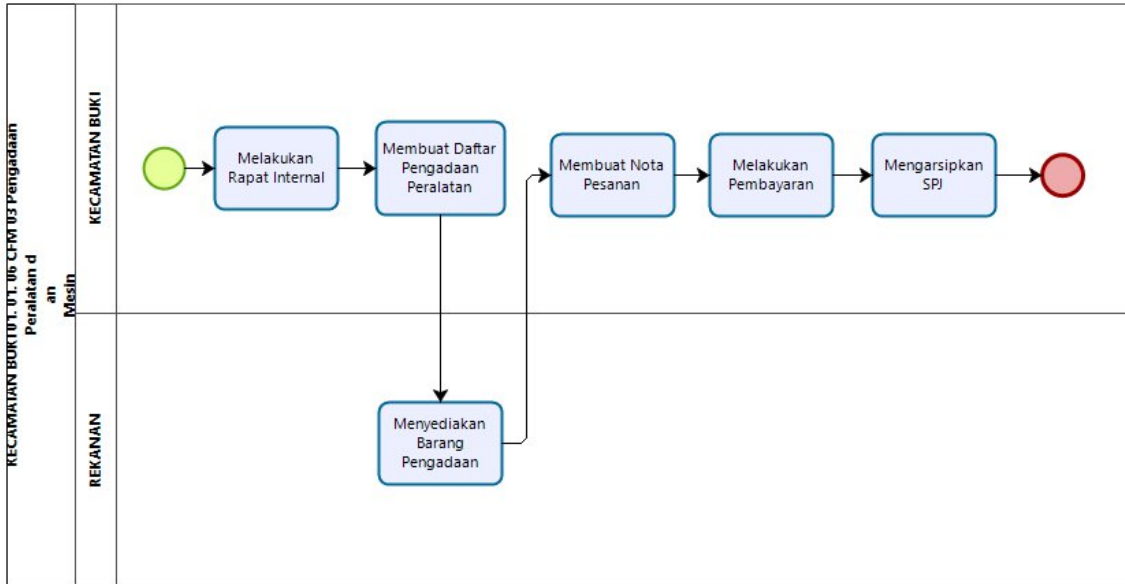 KECAMATAN BUKI 01. 01. 06 CFM 03 Pengadaan
Peralatan d
an
Mesin
KECAMATAN BUKI
Melakukan
Rapat Internal
Membuat Daftar
Pengadaan
Peralatan
Membuat Nota
Pesanan
Melakukan
Pembayaran
Mengarsipkan
SPJ
REKANAN
Menyediakan
Barang
Pengadaan